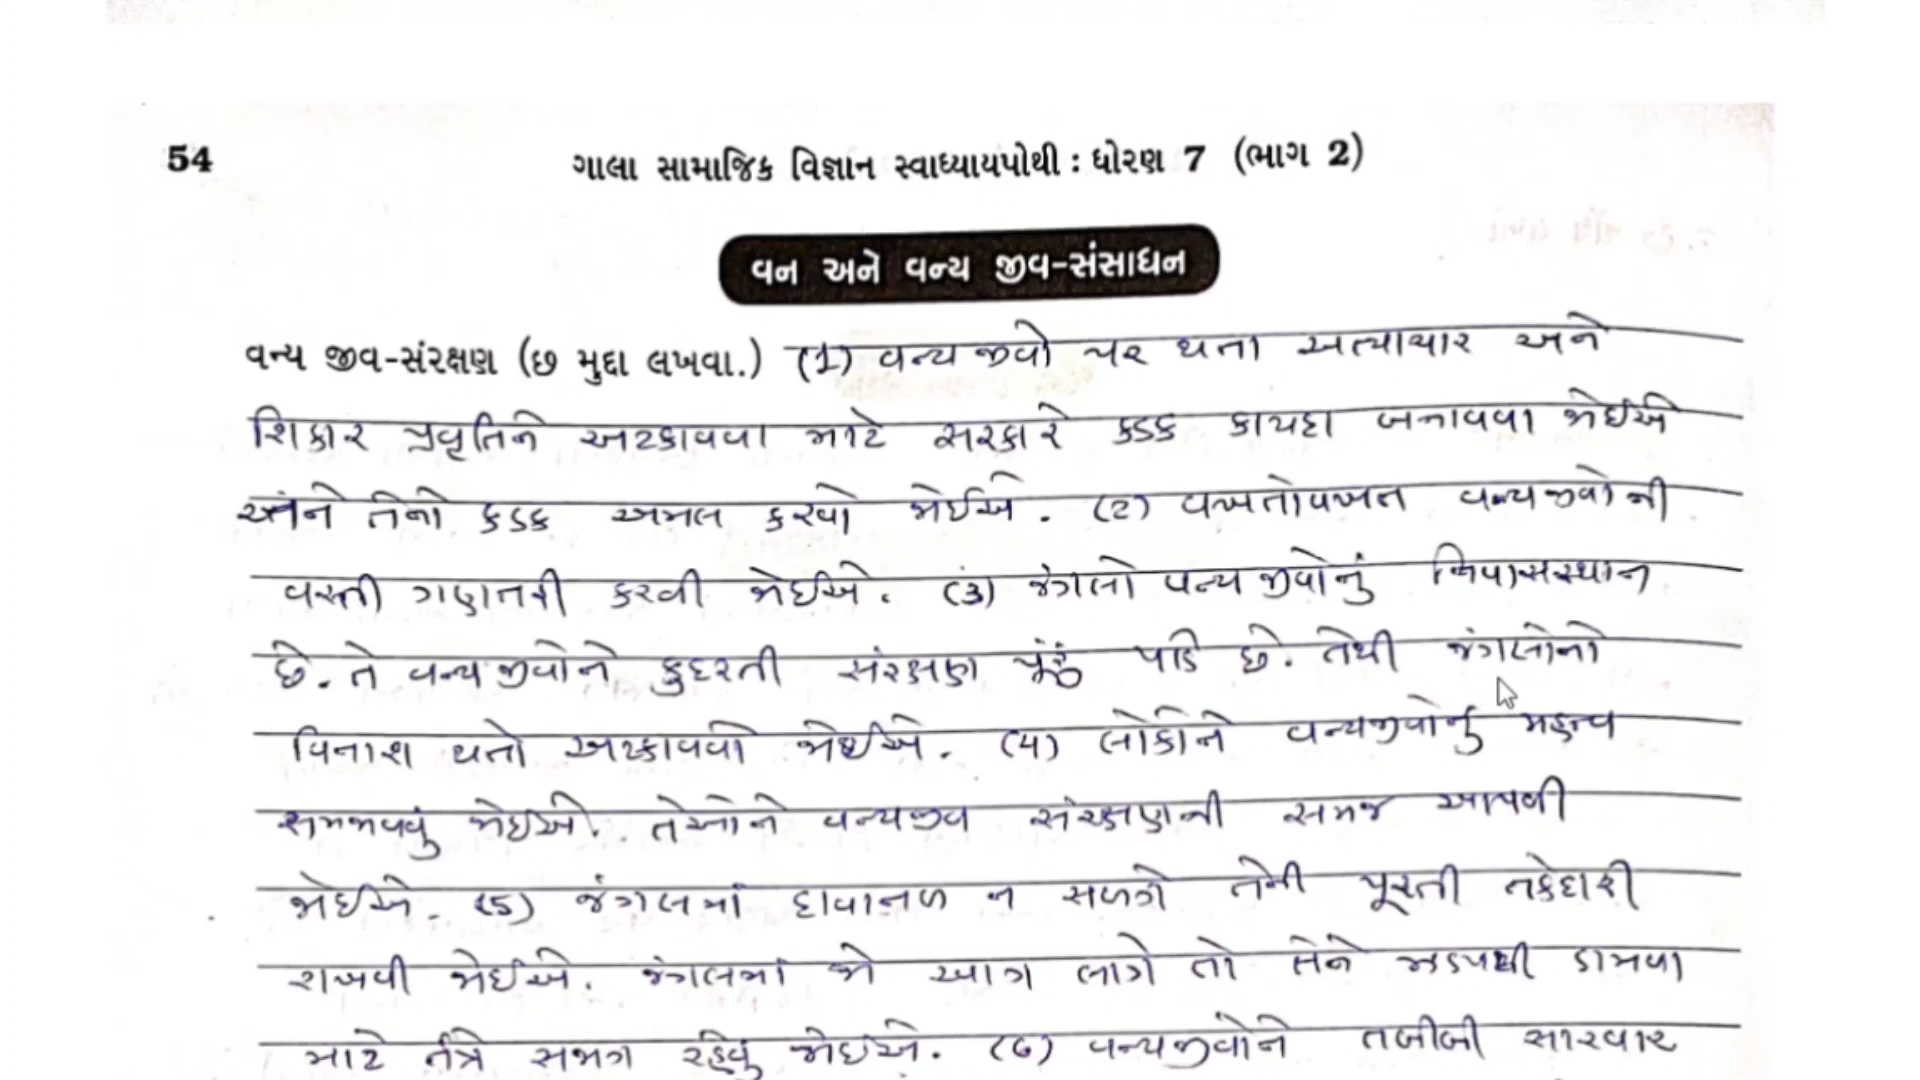 54
ગાલા સામાજિક વિજ્ઞાન સ્વાધ્યાયપોથી : ધોરણ 7 (ભાગ 2)
વન અને વન્ય જીવ-સંસાધન
વન્ય જીવ-સંરક્ષણ (છ મુદ્દા લખવા.) (1) વન્ય જીવો પર થતા અત્યાચાર અને
શિકાર પ્રવૃતિને અટકાવવા માટે સરકારે કડક કાયદા બનાવવા જોઈએ
અને તેનો કડક અમલ કરવો જોઈએ. (2) વખતોવખત વન્યજીવોની
વસ્તી ગણતરી કરવી જોઈએ. (3) જંગલો વન્ય જીવોનું નિવાસસ્થાન
છે. તે વન્યજીવોને કુદરતી સંરક્ષણ પૂરું પાડે છે. તેથી જંગલોનો
વિનાશ થતો અટકાવવો જોઈએ. (4) લોકોને વન્યજીવોનું મહત્વ
સમજાવવું જોઈએ. તેઓને વન્યજીવ સંરક્ષણની સમજ આપવી
જોઈએ. (5) જંગલમાં દાવાનળ ન સળગે તેની પૂરતી તકેદારી
રાખવી જોઈએ. જંગલમાં જો આગ લાગે તો તેને ઝડપથી ડામવા
માટે તંત્રે સજાગ રહેવું જોઈએ. (6) વન્યજીવોને તબીબી સારવાર